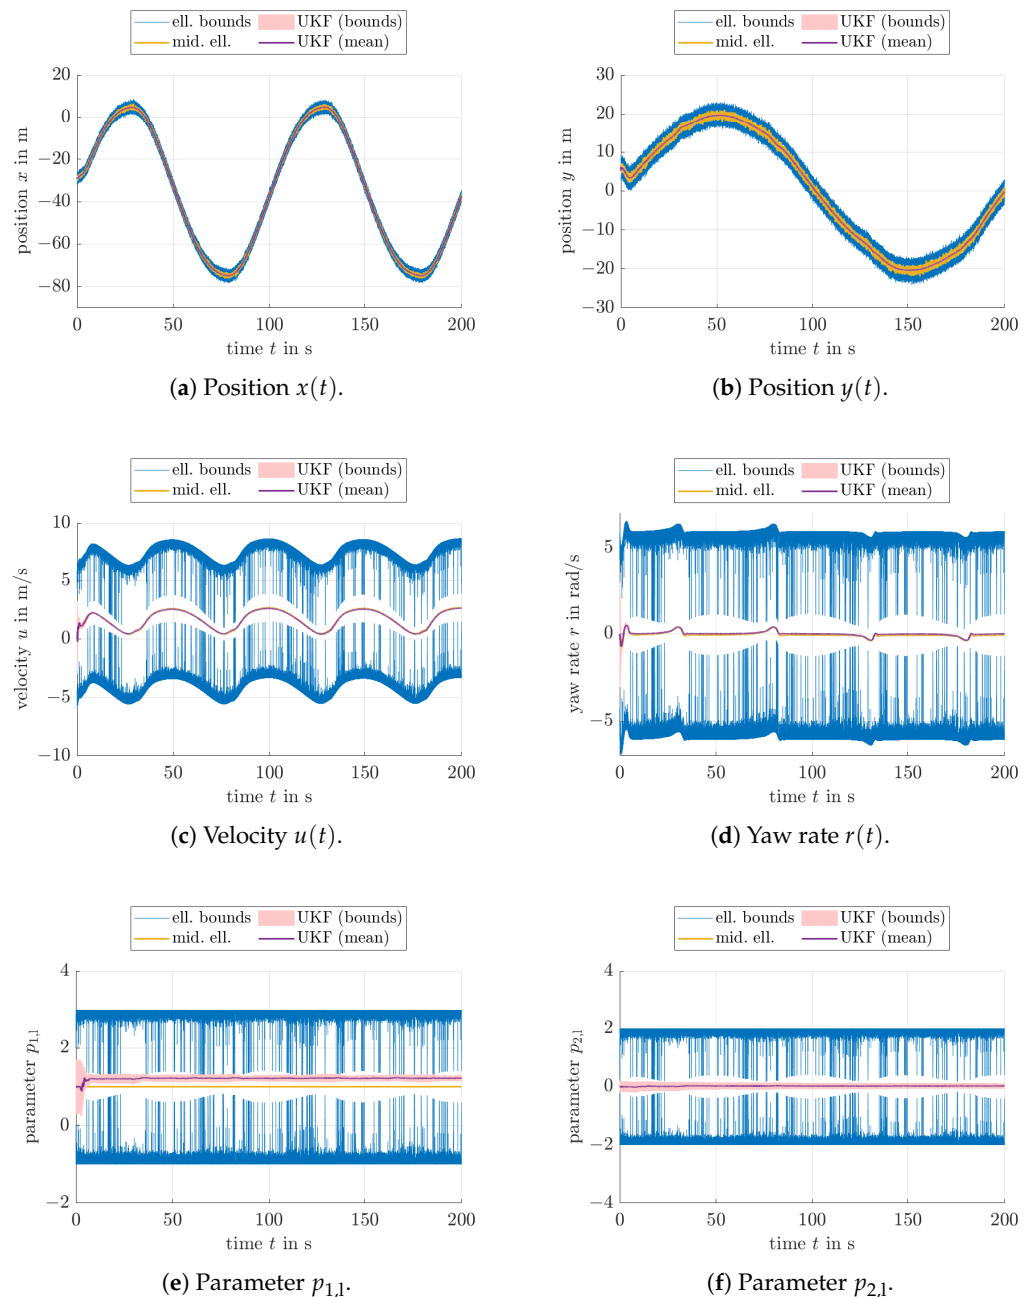 ell. bounds UKF (bounds)
mid. ell. UKF (mean)
20
0
−20
−40
−60
−80
position x in m
0 50 100 150 200
time t in s
(a) Position x(t).
ell. bounds UKF (bounds)
mid. ell. UKF (mean)
30
20
10
0
−10
−20
−30
position y in m
0 50 100 150 200
time t in s
(b) Position y(t).
ell. bounds UKF (bounds)
mid. ell. UKF (mean)
10
5
0
−5
−10
velocity u in m/s
0 50 100 150 200
time t in s
(c) Velocity u(t).
ell. bounds UKF (bounds)
mid. ell. UKF (mean)
5
0
−5
yaw rate r in rad/s
0 50 100 150 200
time t in s
(d) Yaw rate r(t).
ell. bounds UKF (bounds)
mid. ell. UKF (mean)
4
2
0
−2
parameter p1,l
0 50 100 150 200
time t in s
(e) Parameter p1,l.
ell. bounds UKF (bounds)
mid. ell. UKF (mean)
4
2
0
−2
−4
parameter p2,l
0 50 100 150 200
time t in s
(f) Parameter p2,l.